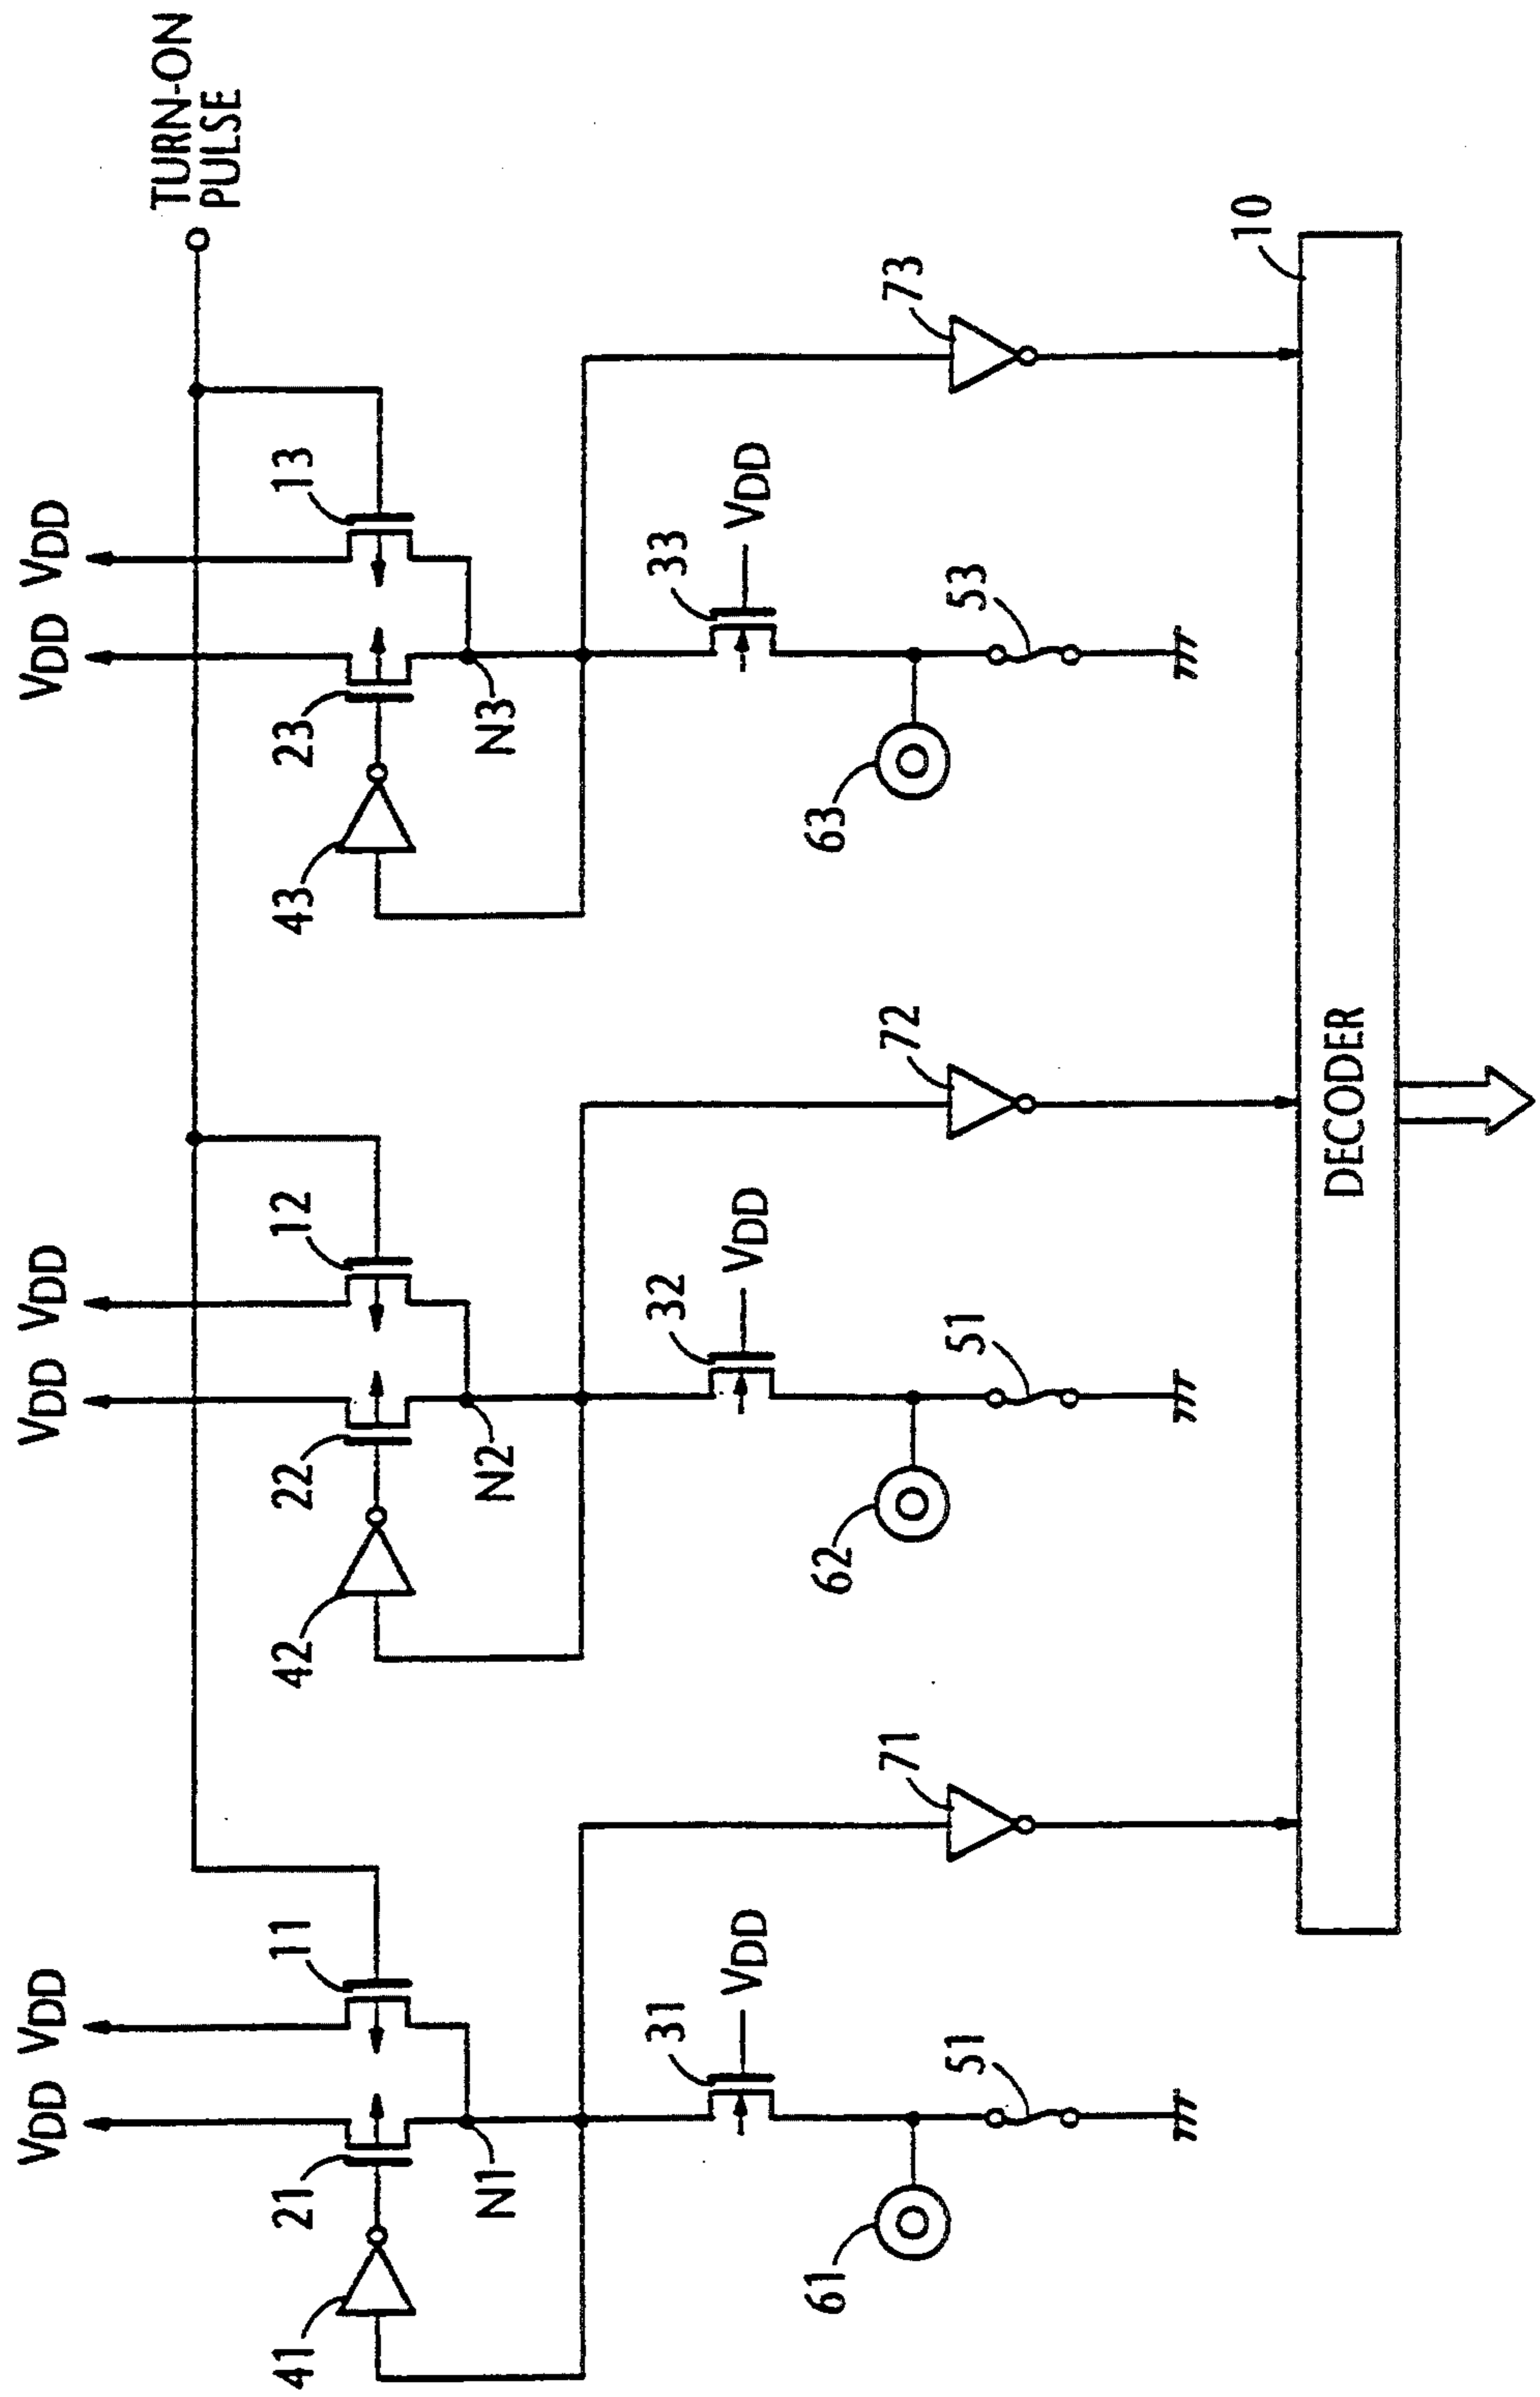 TURN-ON
PULSE
VDD VDD
VDD VDD
VDD VDD
21
11
22
12
23
13
41
42
43
N1
N2
N3
31
VDD
32
VDD
33
VDD
61
51
71
62
51
72
63
53
73
10
DECODER